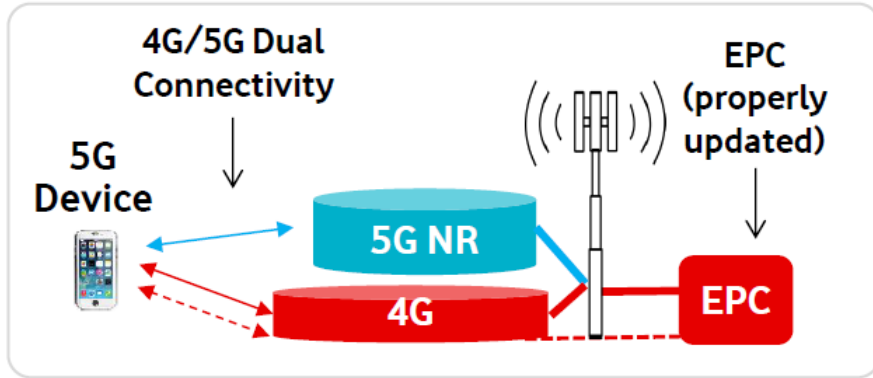 4G/5G Dual
Connectivity
EPC
(properly
updated)
5G
Device
5G NR
4G
EPC